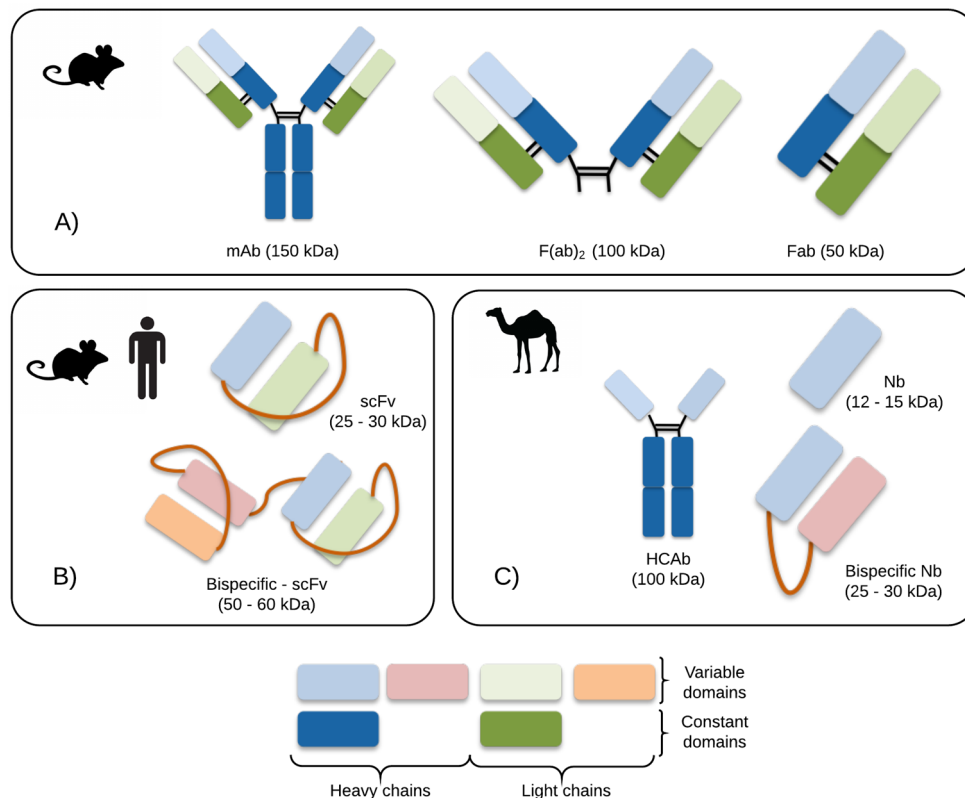 A)
mAb (150 kDa)
F(ab)₂ (100 kDa)
Fab (50 kDa)
scFv
(25 - 30 kDa)
B)
Bispecific - scFv
(50 - 60 kDa)
Nb
(12 - 15 kDa)
HCAb
(100 kDa)
C)
Bispecific Nb
(25 - 30 kDa)
Variable
domains
Constant
domains
Heavy chains
Light chains